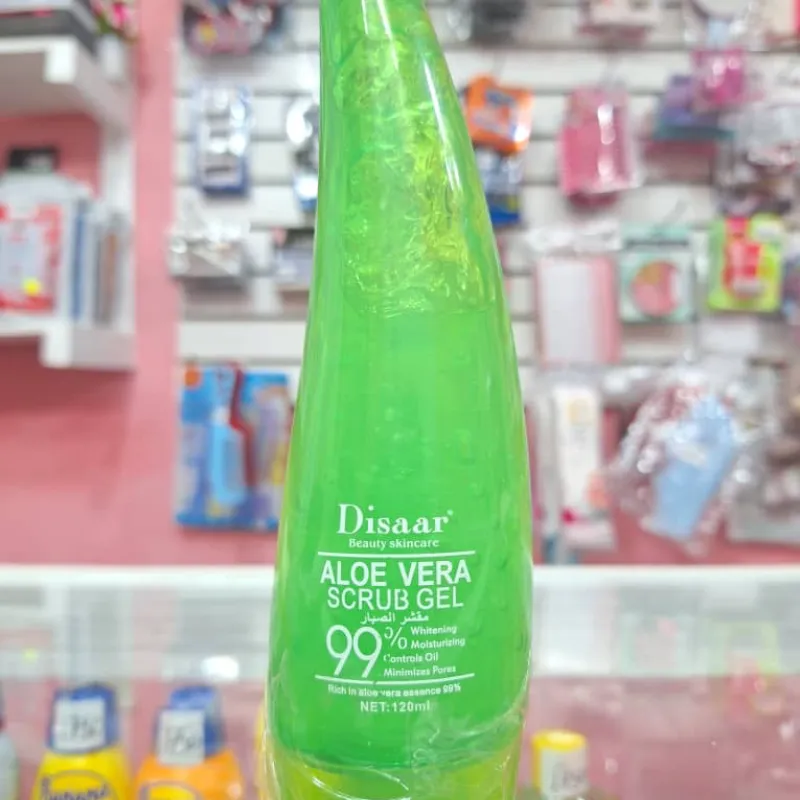 Disaar
Beauty skincare
ALOE VERA
SCRUB GEL
مقشر الصبار
99%
Whitening
Moisturizing
Controls Oil
Minimizes Pores
Rich in aloe vera essence 99%
NET:120ml